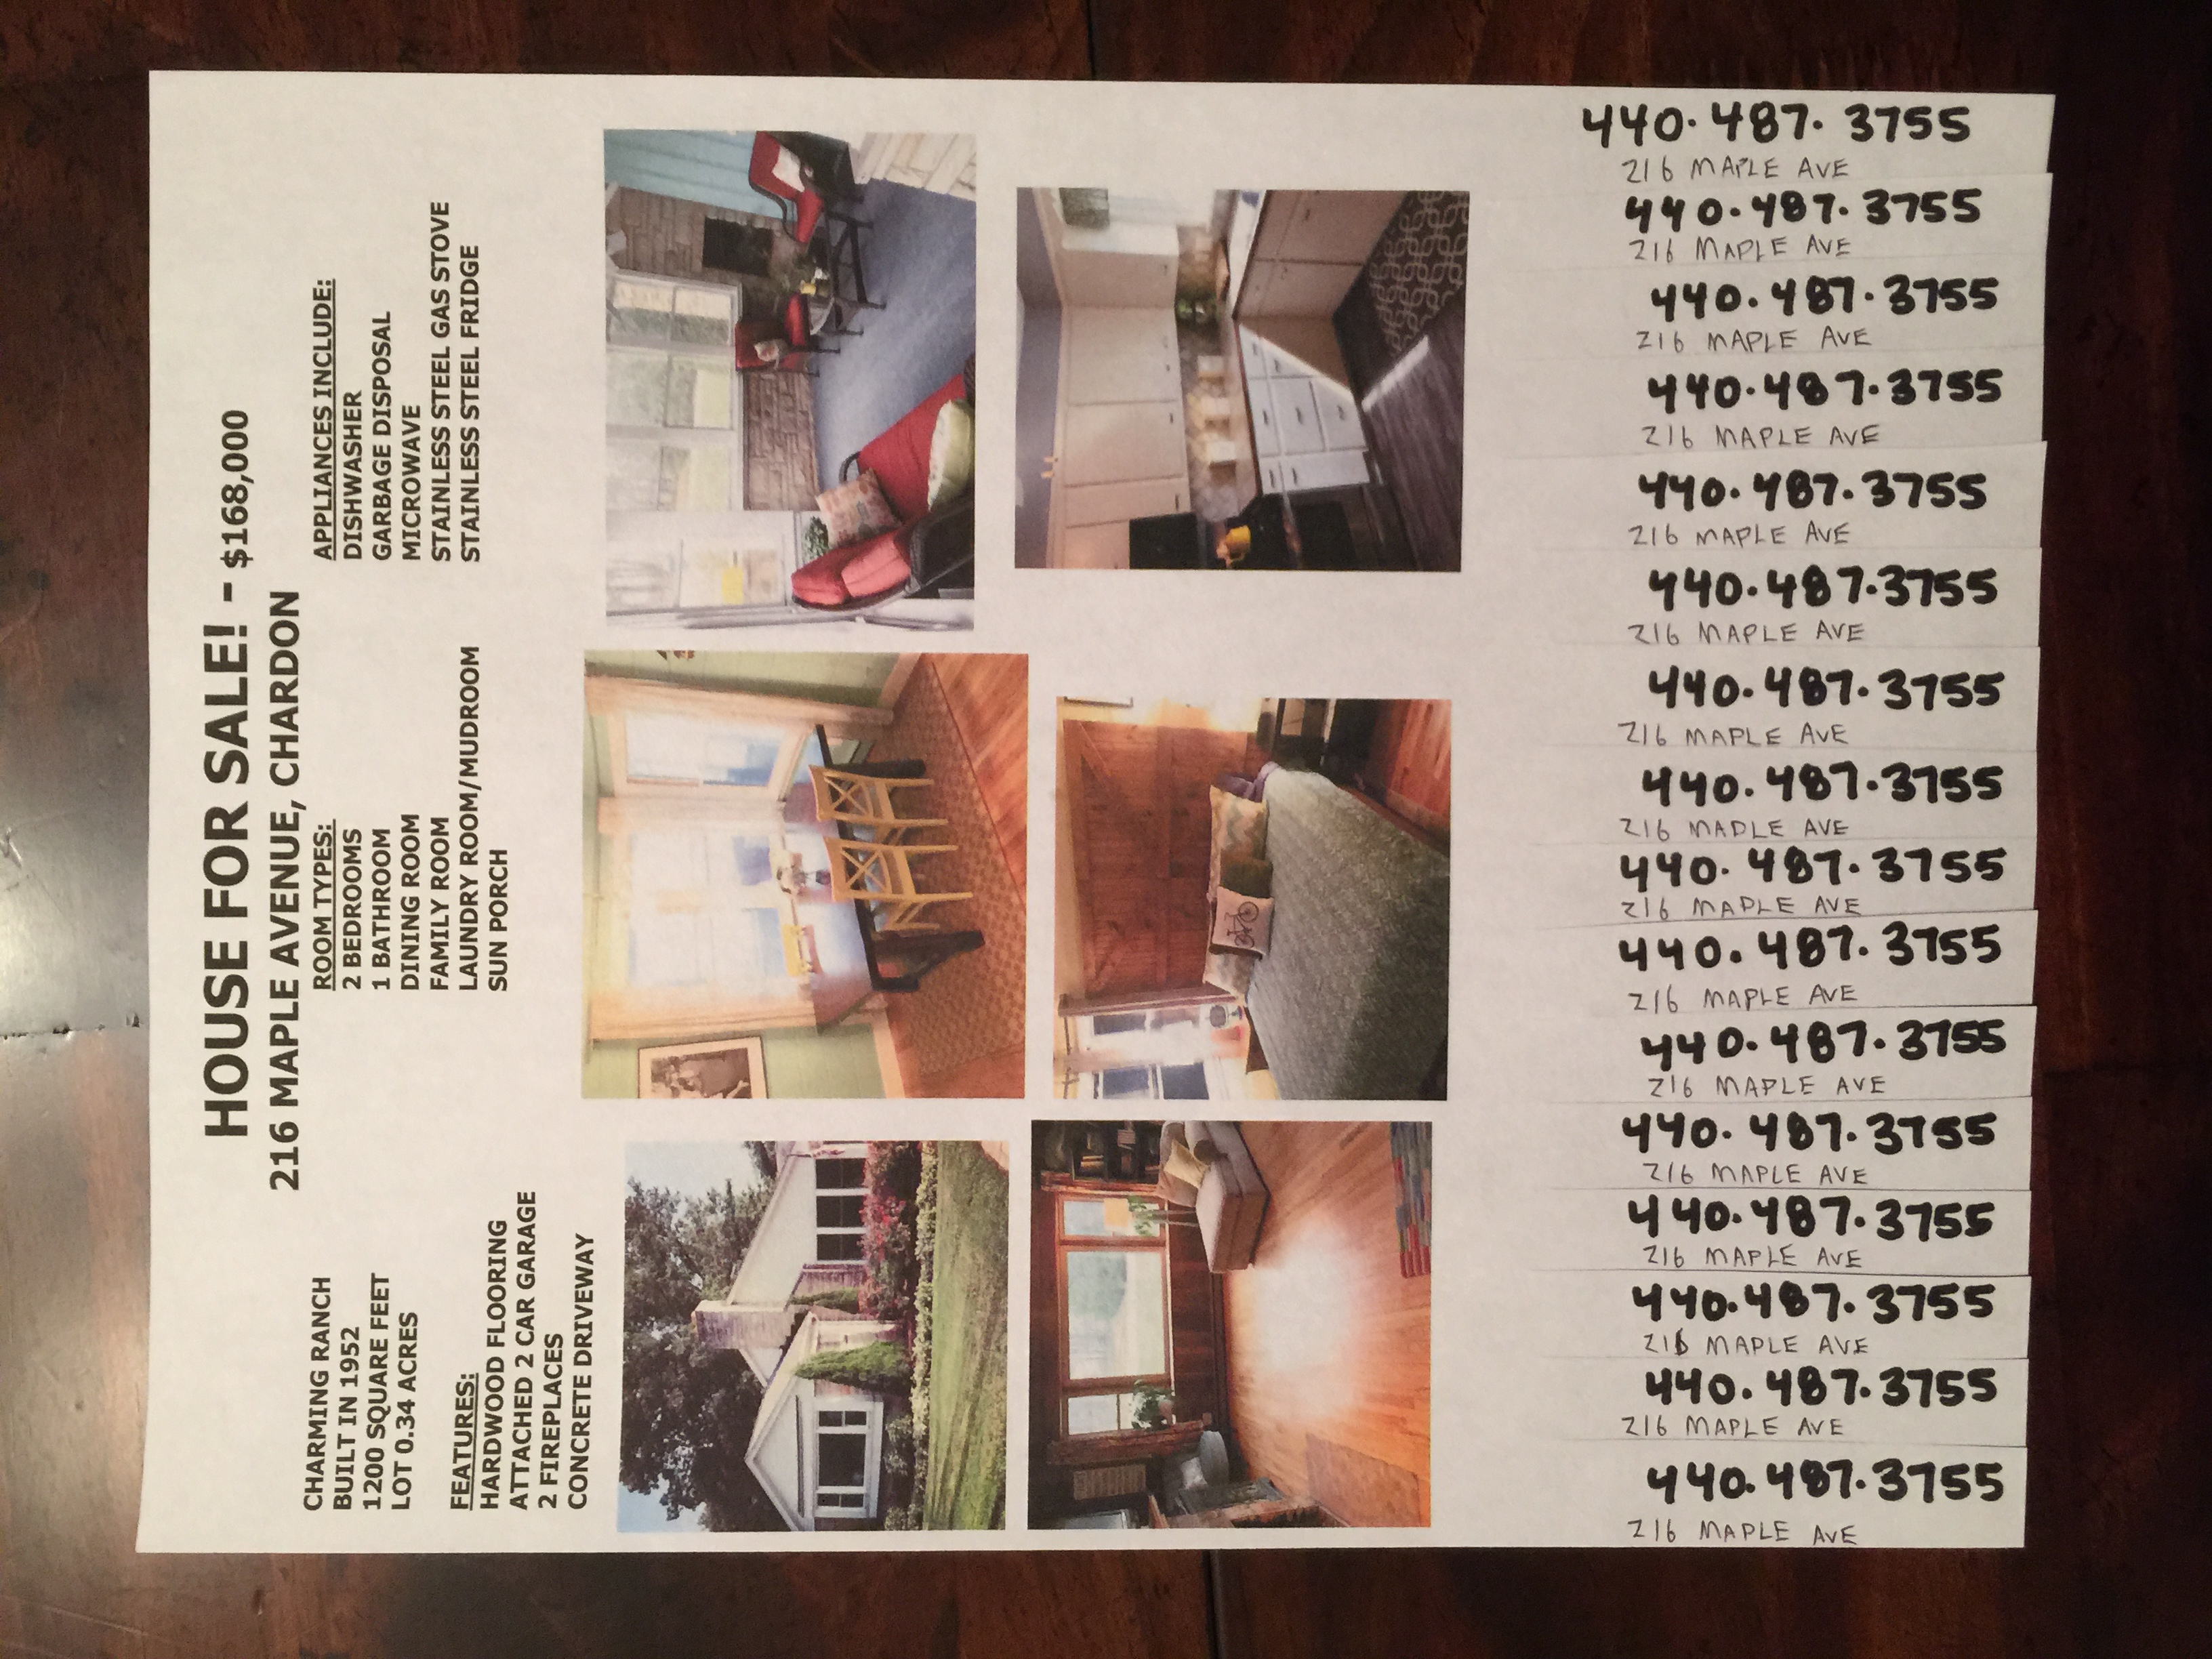 HOUSE FOR SALE! - $168,000
216 MAPLE AVENUE, CHARDON
CHARMING RANCH
BUILT IN 1952
1200 SQUARE FEET
LOT 0.34 ACRES
FEATURES:
HARDWOOD FLOORING
ATTACHED 2 CAR GARAGE
2 FIREPLACES
CONCRETE DRIVEWAY
ROOM TYPES:
2 BEDROOMS
1 BATHROOM
DINING ROOM
FAMILY ROOM
LAUNDRY ROOM/MUDROOM
SUN PORCH
APPLIANCES INCLUDE:
DISHWASHER
GARBAGE DISPOSAL
MICROWAVE
STAINLESS STEEL GAS STOVE
STAINLESS STEEL FRIDGE
216 MAPLE AVE
440.487.3755
216 MAPLE AVE
440.487.3755
216 MAPLE AVE
440.487.3755
216 MAPLE AVE
440.487.3755
216 MAPLE AVE
440.487.3755
216 MAPLE AVE
440.487.3755
216 MAPLE AVE
440.487.3755
216 MAPLE AVE
440.487.3755
216 MAPLE AVE
440.487.3755
216 MAPLE AVE
440.487.3755
216 MAPLE AVE
440.487.3755
216 MAPLE AVE
440.487.3755
216 MAPLE AVE
440.487.3755
216 MAPLE AVE
440.487.3755
216 MAPLE AVE
440.487.3755
216 MAPLE AVE
440.487.3755